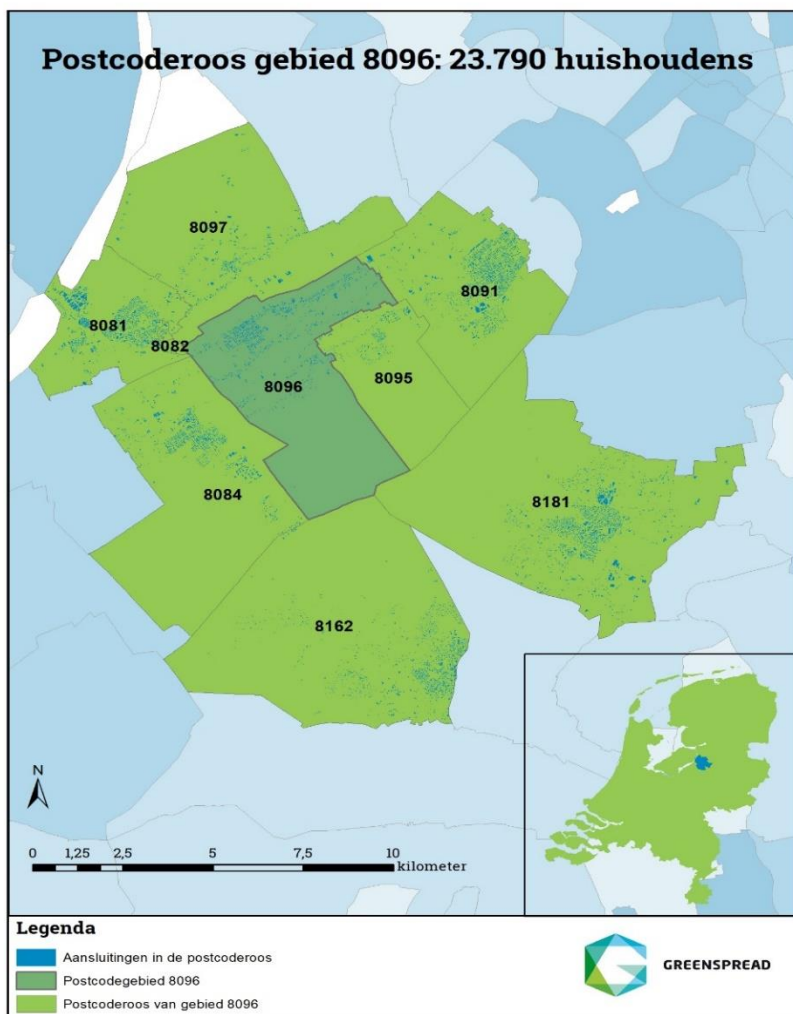 Postcoderoos gebied 8096: 23.790 huishoudens
8097
8091
8081
8082
8096
8095
8084
8181
8162
N
0 1,25 2,5 5 7,5 10
kilometer
Legenda
Aansluitingen in de postcoderoos
Postcodegebied 8096
Postcoderoos van gebied 8096
GREENSPREAD